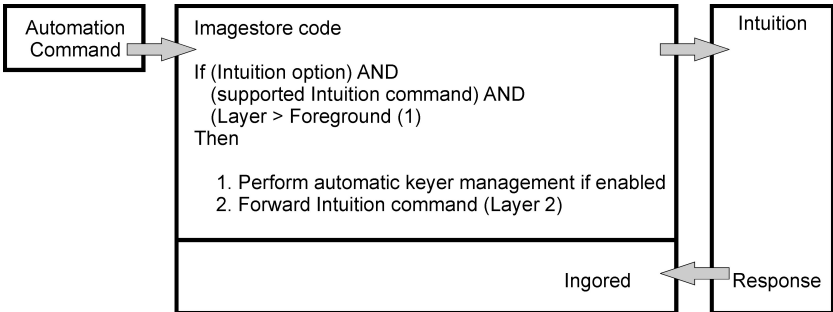 Automation
Command
Imagestore code
If (Intuition option) AND
(supported Intuition command) AND
(Layer > Foreground (1)
Then
1. Perform automatic keyer management if enabled
2. Forward Intuition command (Layer 2)
Intuition
Ingored
Response